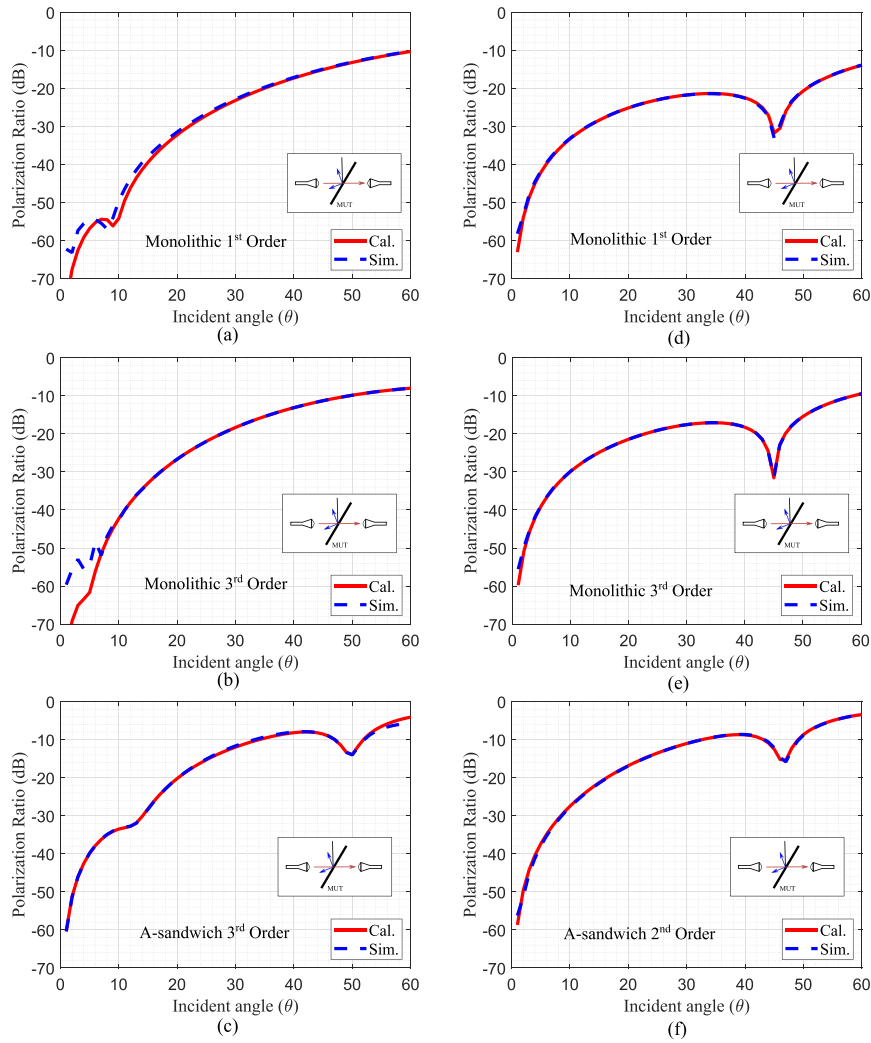 0
-10
-20
-30
-40
-50
-60
-70
Polarization Ratio (dB)
MUT
Monolithic 1st Order
Cal.
Sim.
0 10 20 30 40 50 60
Incident angle (θ)
(a)
0
-10
-20
-30
-40
-50
-60
-70
Polarization Ratio (dB)
MUT
Monolithic 1st Order
Cal.
Sim.
0 10 20 30 40 50 60
Incident angle (θ)
(d)
0
-10
-20
-30
-40
-50
-60
-70
Polarization Ratio (dB)
MUT
Monolithic 3rd Order
Cal.
Sim.
0 10 20 30 40 50 60
Incident angle (θ)
(b)
0
-10
-20
-30
-40
-50
-60
-70
Polarization Ratio (dB)
MUT
Monolithic 3rd Order
Cal.
Sim.
0 10 20 30 40 50 60
Incident angle (θ)
(e)
0
-10
-20
-30
-40
-50
-60
-70
Polarization Ratio (dB)
MUT
A-sandwich 3rd Order
Cal.
Sim.
0 10 20 30 40 50 60
Incident angle (θ)
(c)
0
-10
-20
-30
-40
-50
-60
-70
Polarization Ratio (dB)
MUT
A-sandwich 2nd Order
Cal.
Sim.
0 10 20 30 40 50 60
Incident angle (θ)
(f)